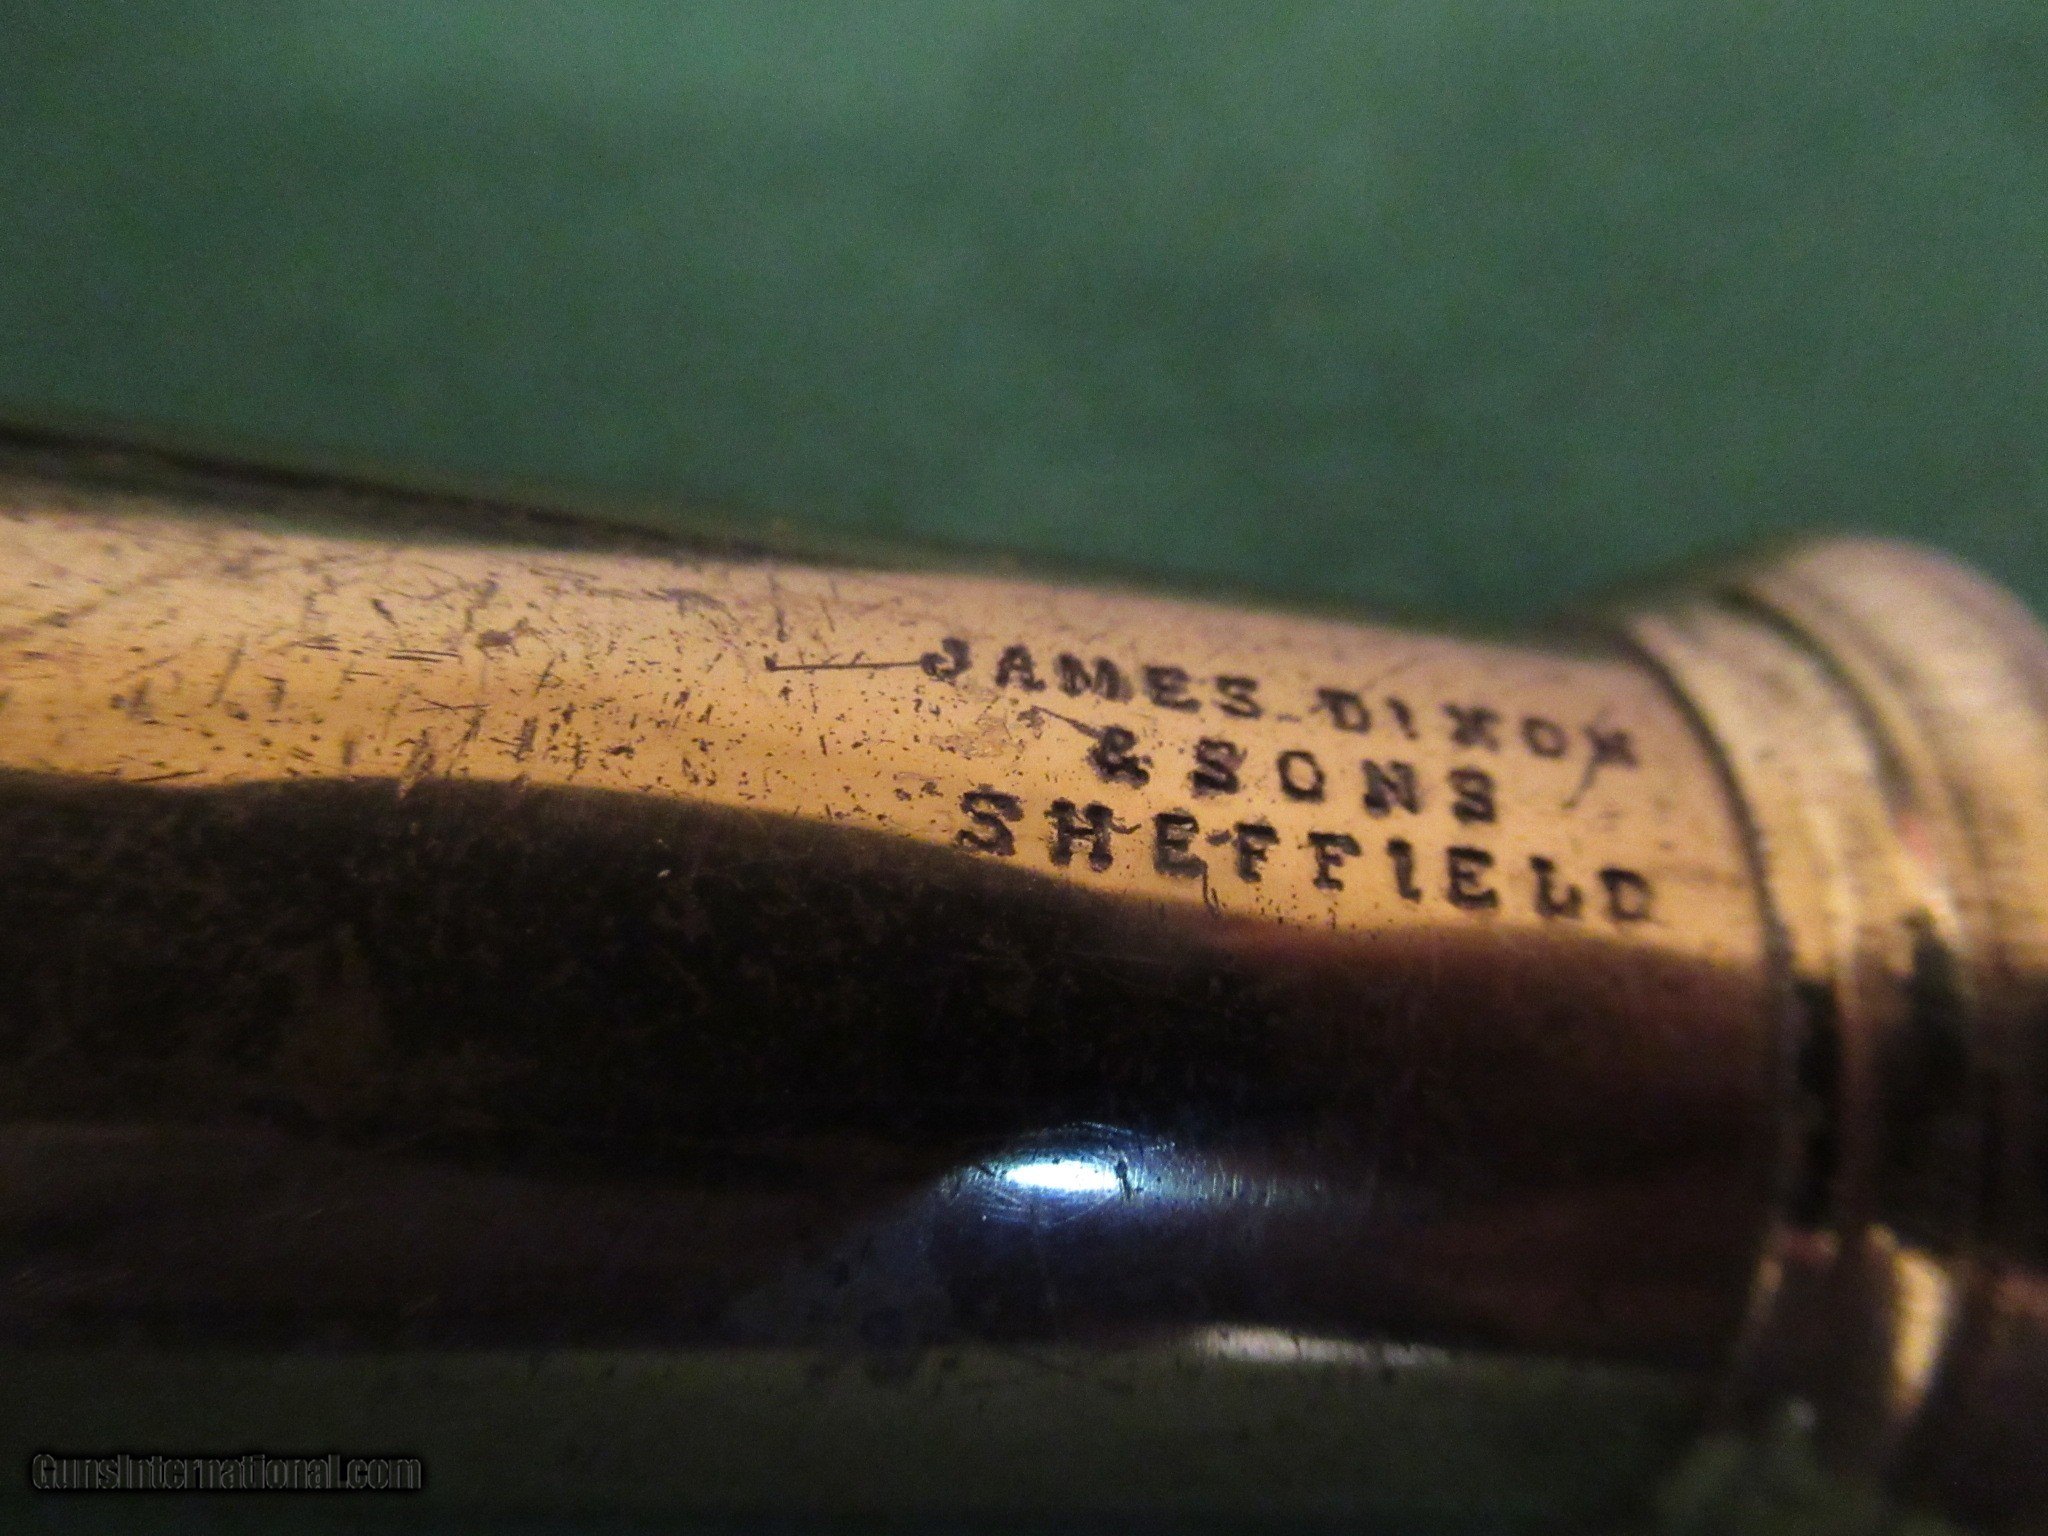 JAMES DIXON
& SONS
SHEFFIELD
GunsInternational.com